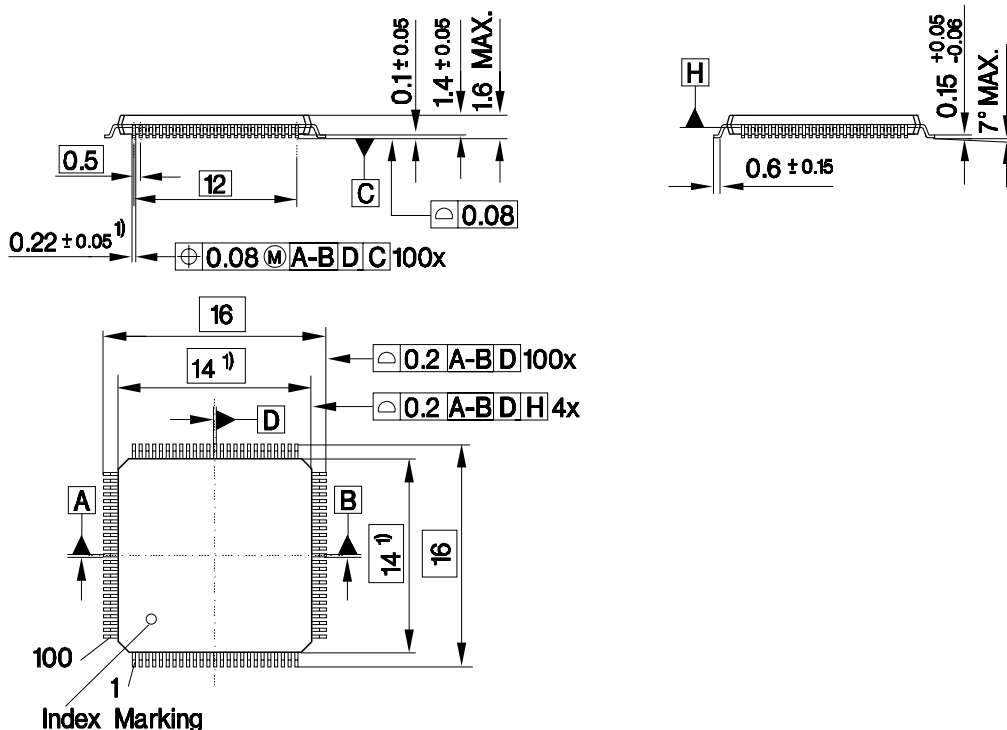 0.1 ± 0.05
1.4 ± 0.05
1.6 MAX.
0.5
12
C
⌓ 0.08
0.22 ± 0.05 1)
⌖ 0.08 Ⓜ A-B D C 100x
H
0.15 +0.05 -0.06
7° MAX.
0.6 ± 0.15
16
14 1)
⌓ 0.2 A-B D 100x
⌓ 0.2 A-B D H 4x
D
A
B
14 1)
16
100
1
Index Marking